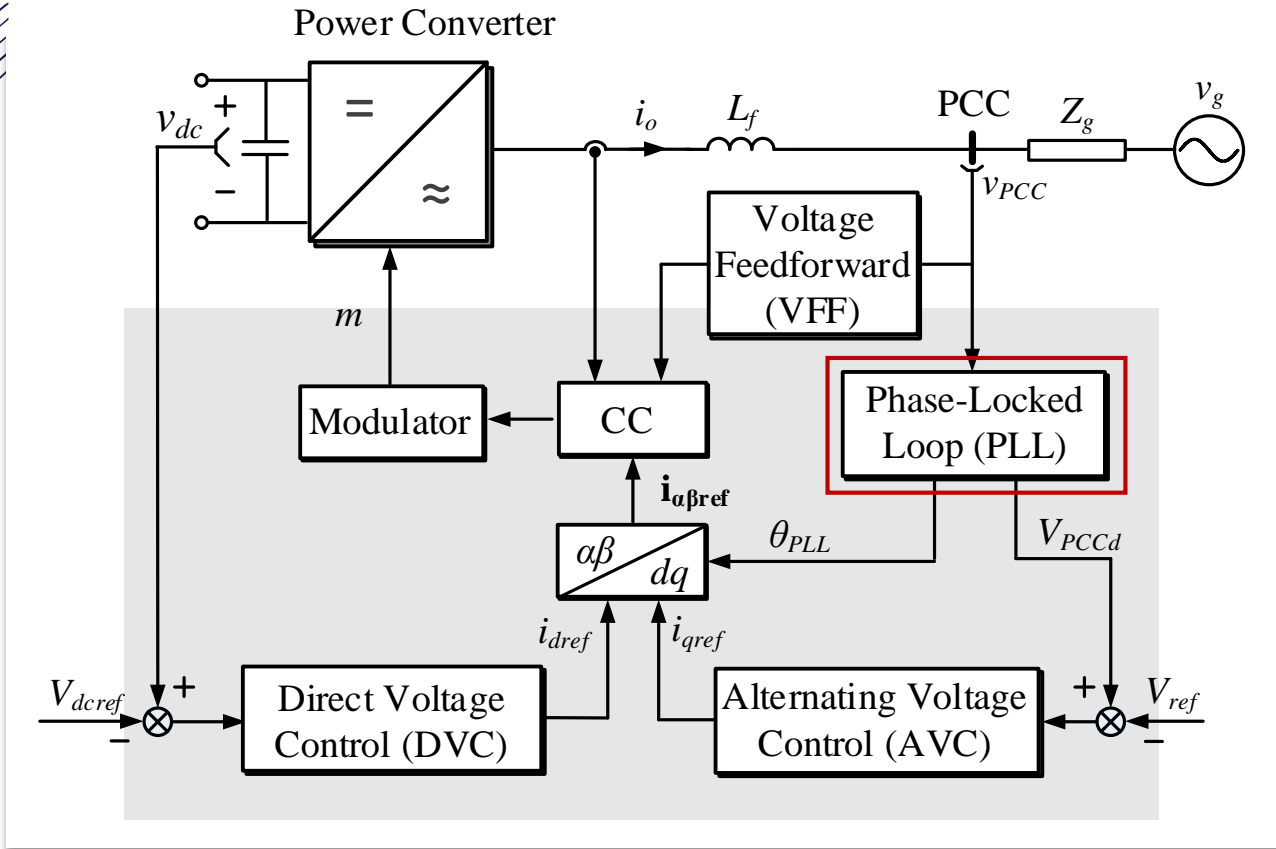 Power Converter
v_dc
+
−
=
≈
i_o
L_f
PCC
Z_g
v_g
v_PCC
Voltage
Feedforward
(VFF)
m
Modulator
CC
Phase-Locked
Loop (PLL)
i_αβref
αβ
dq
θ_PLL
V_PCCd
i_dref
i_qref
V_dcref
+
−
Direct Voltage
Control (DVC)
Alternating Voltage
Control (AVC)
+
−
V_ref